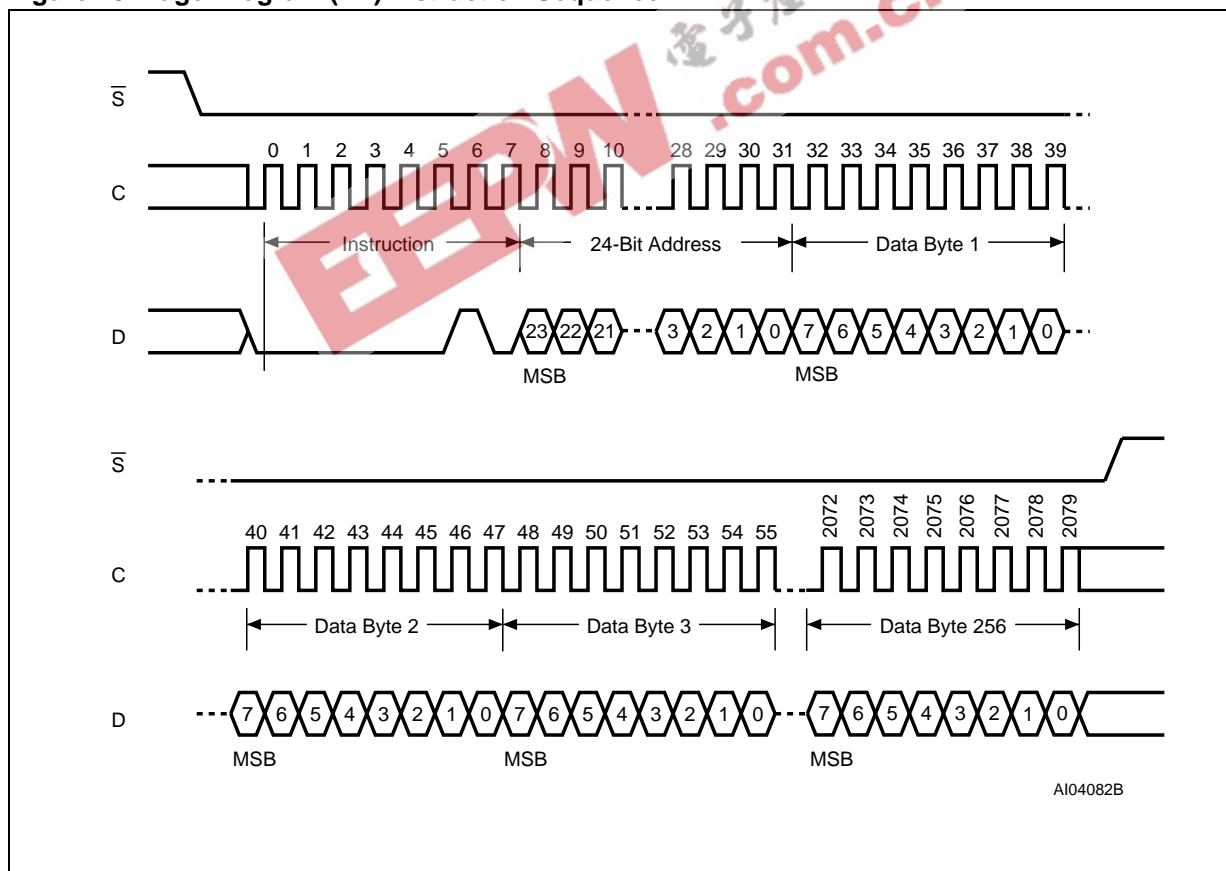 S
0 1 2 3 4 5 6 7 8 9 10 28 29 30 31 32 33 34 35 36 37 38 39
C
Instruction 24-Bit Address Data Byte 1
D 23 22 21 3 2 1 0 7 6 5 4 3 2 1 0
MSB MSB
S
40 41 42 43 44 45 46 47 48 49 50 51 52 53 54 55 2072 2073 2074 2075 2076 2077 2078 2079
C
Data Byte 2 Data Byte 3 Data Byte 256
D 7 6 5 4 3 2 1 0 7 6 5 4 3 2 1 0 7 6 5 4 3 2 1 0
MSB MSB MSB
AI04082B
EEPW
.com.c